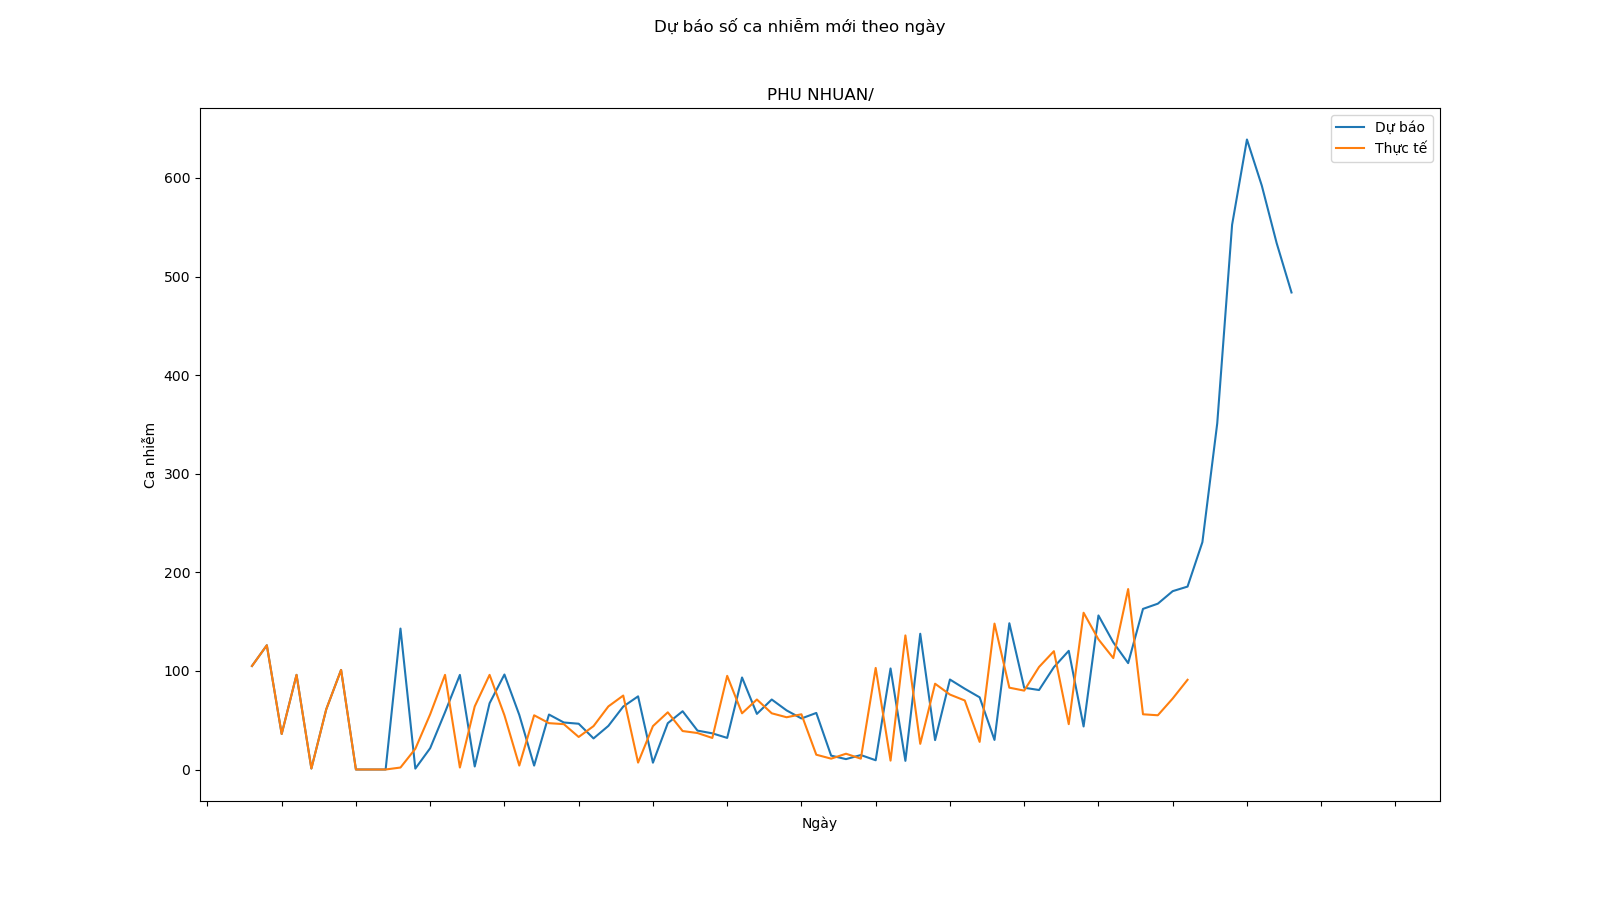 Dự báo số ca nhiễm mới theo ngày
PHU NHUAN/
Dự báo
Thực tế
600
500
400
300
200
100
0
Ca nhiễm
Ngày